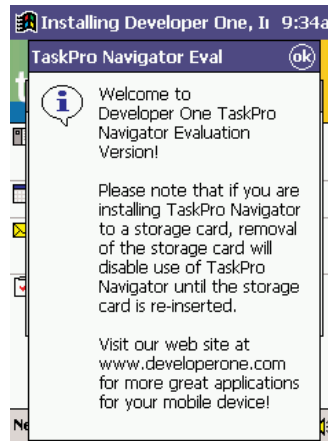 Installing Developer One, In 9:34a
TaskPro Navigator Eval ok
Welcome to
Developer One TaskPro
Navigator Evaluation
Version!
Please note that if you are
installing TaskPro Navigator
to a storage card, removal
of the storage card will
disable use of TaskPro
Navigator until the storage
card is re-inserted.
Visit our web site at
www.developerone.com
for more great applications
for your mobile device!
Ne